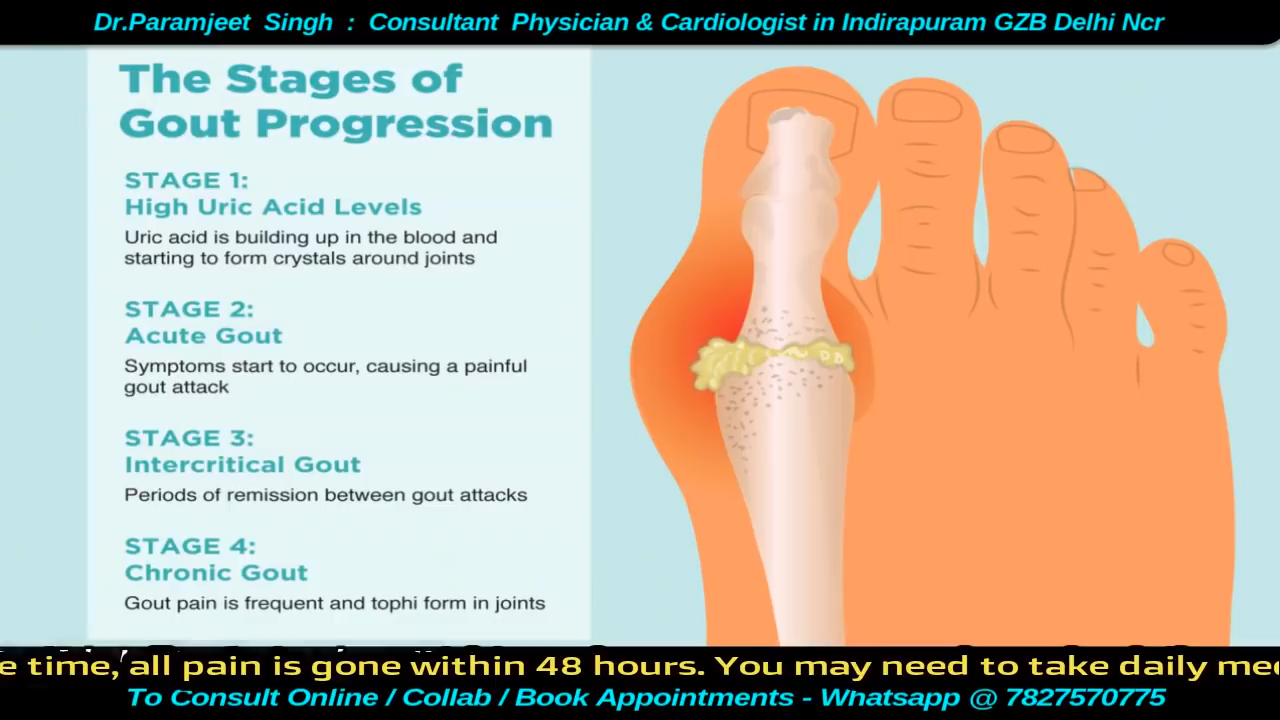 Dr.Paramjeet Singh : Consultant Physician & Cardiologist in Indirapuram GZB Delhi Ncr
The Stages of
Gout Progression
STAGE 1:
High Uric Acid Levels
Uric acid is building up in the blood and
starting to form crystals around joints
STAGE 2:
Acute Gout
Symptoms start to occur, causing a painful
gout attack
STAGE 3:
Intercritical Gout
Periods of remission between gout attacks
STAGE 4:
Chronic Gout
Gout pain is frequent and tophi form in joints
time, all pain is gone within 48 hours. You may need to take daily
To Consult Online / Collab / Book Appointments - Whatsapp @ 7827570775